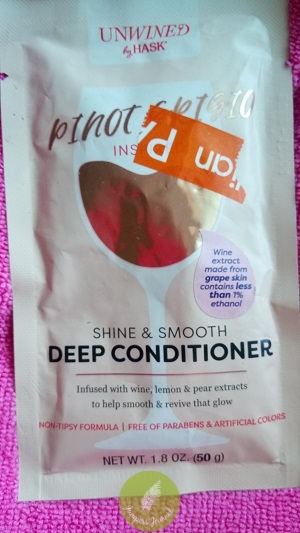 UNWINED
by HASK®
PINOT GRIGIO
INS
ian P
Wine
extract
made from
grape skin
contains less
than 1%
ethanol
SHINE & SMOOTH
DEEP CONDITIONER
Infused with wine, lemon & pear extracts
to help smooth & revive that glow
NON-TIPSY FORMULA | FREE OF PARABENS & ARTIFICIAL COLORS
NET WT. 1.8 OZ. (50 g)